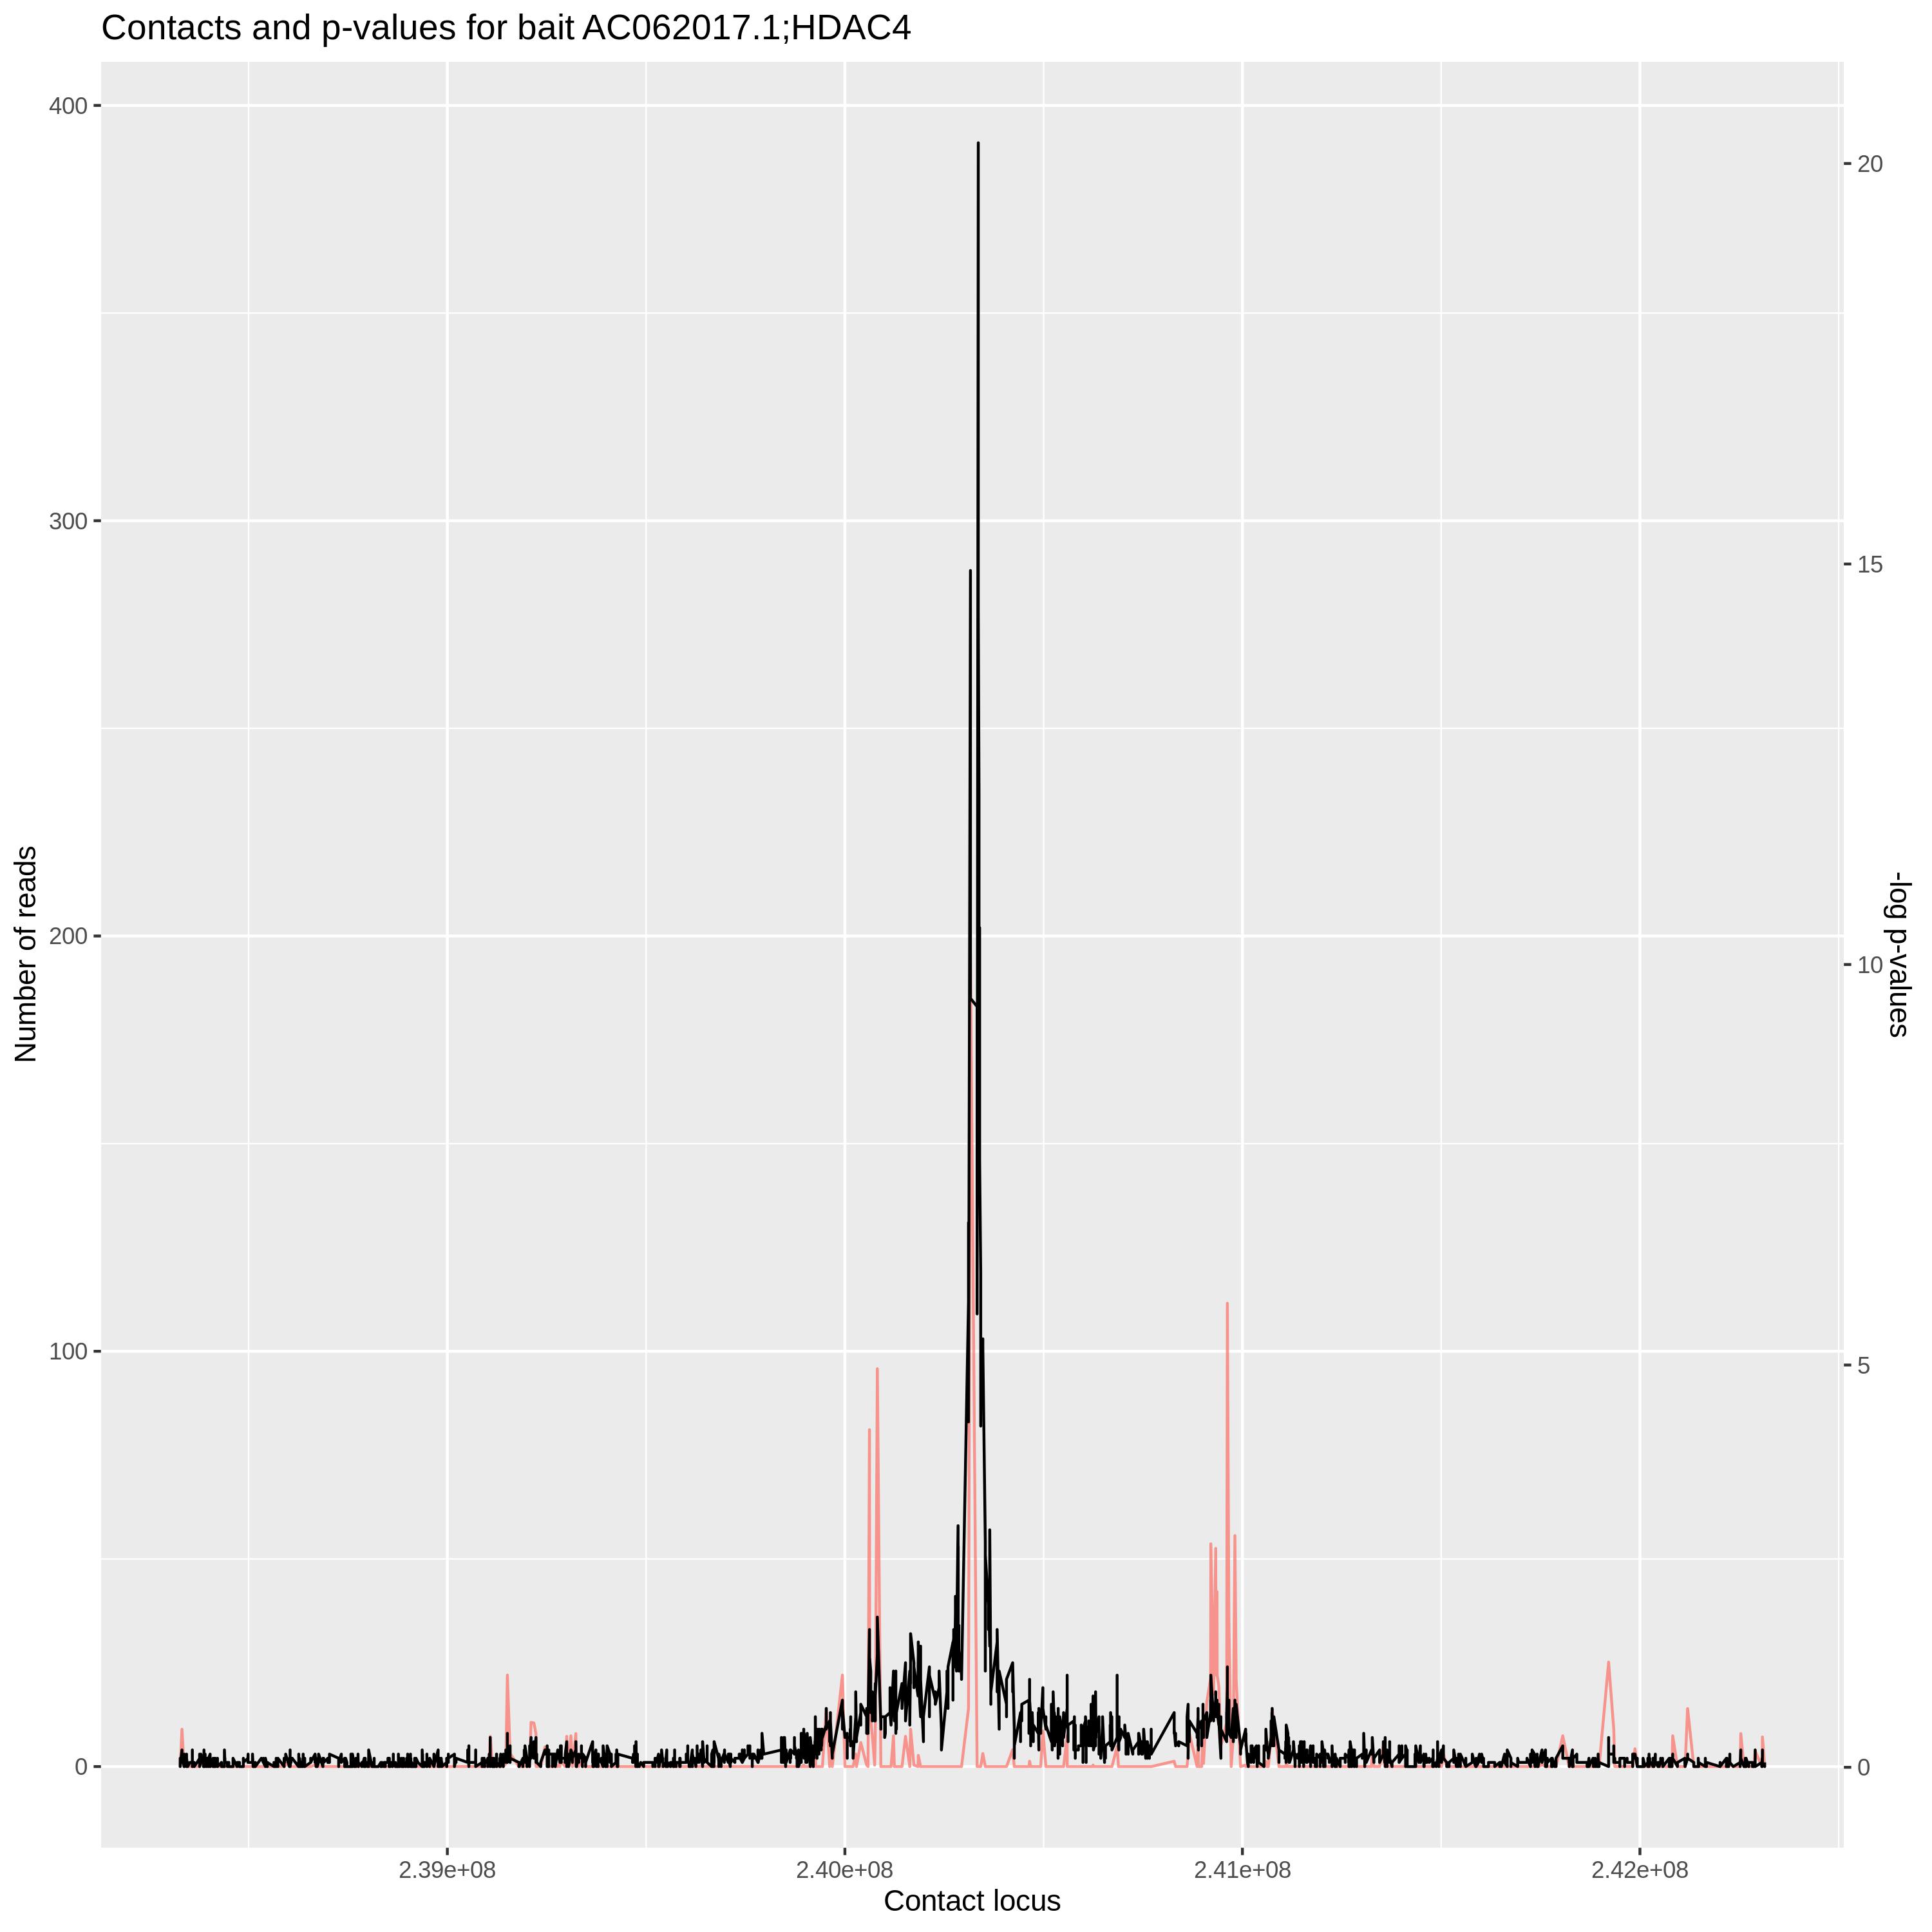 Contacts and p-values for bait AC062017.1;HDAC4
400
300
200
100
0
Number of reads
20
15
10
5
0
-log p-values
2.39e+08
2.40e+08
2.41e+08
2.42e+08
Contact locus